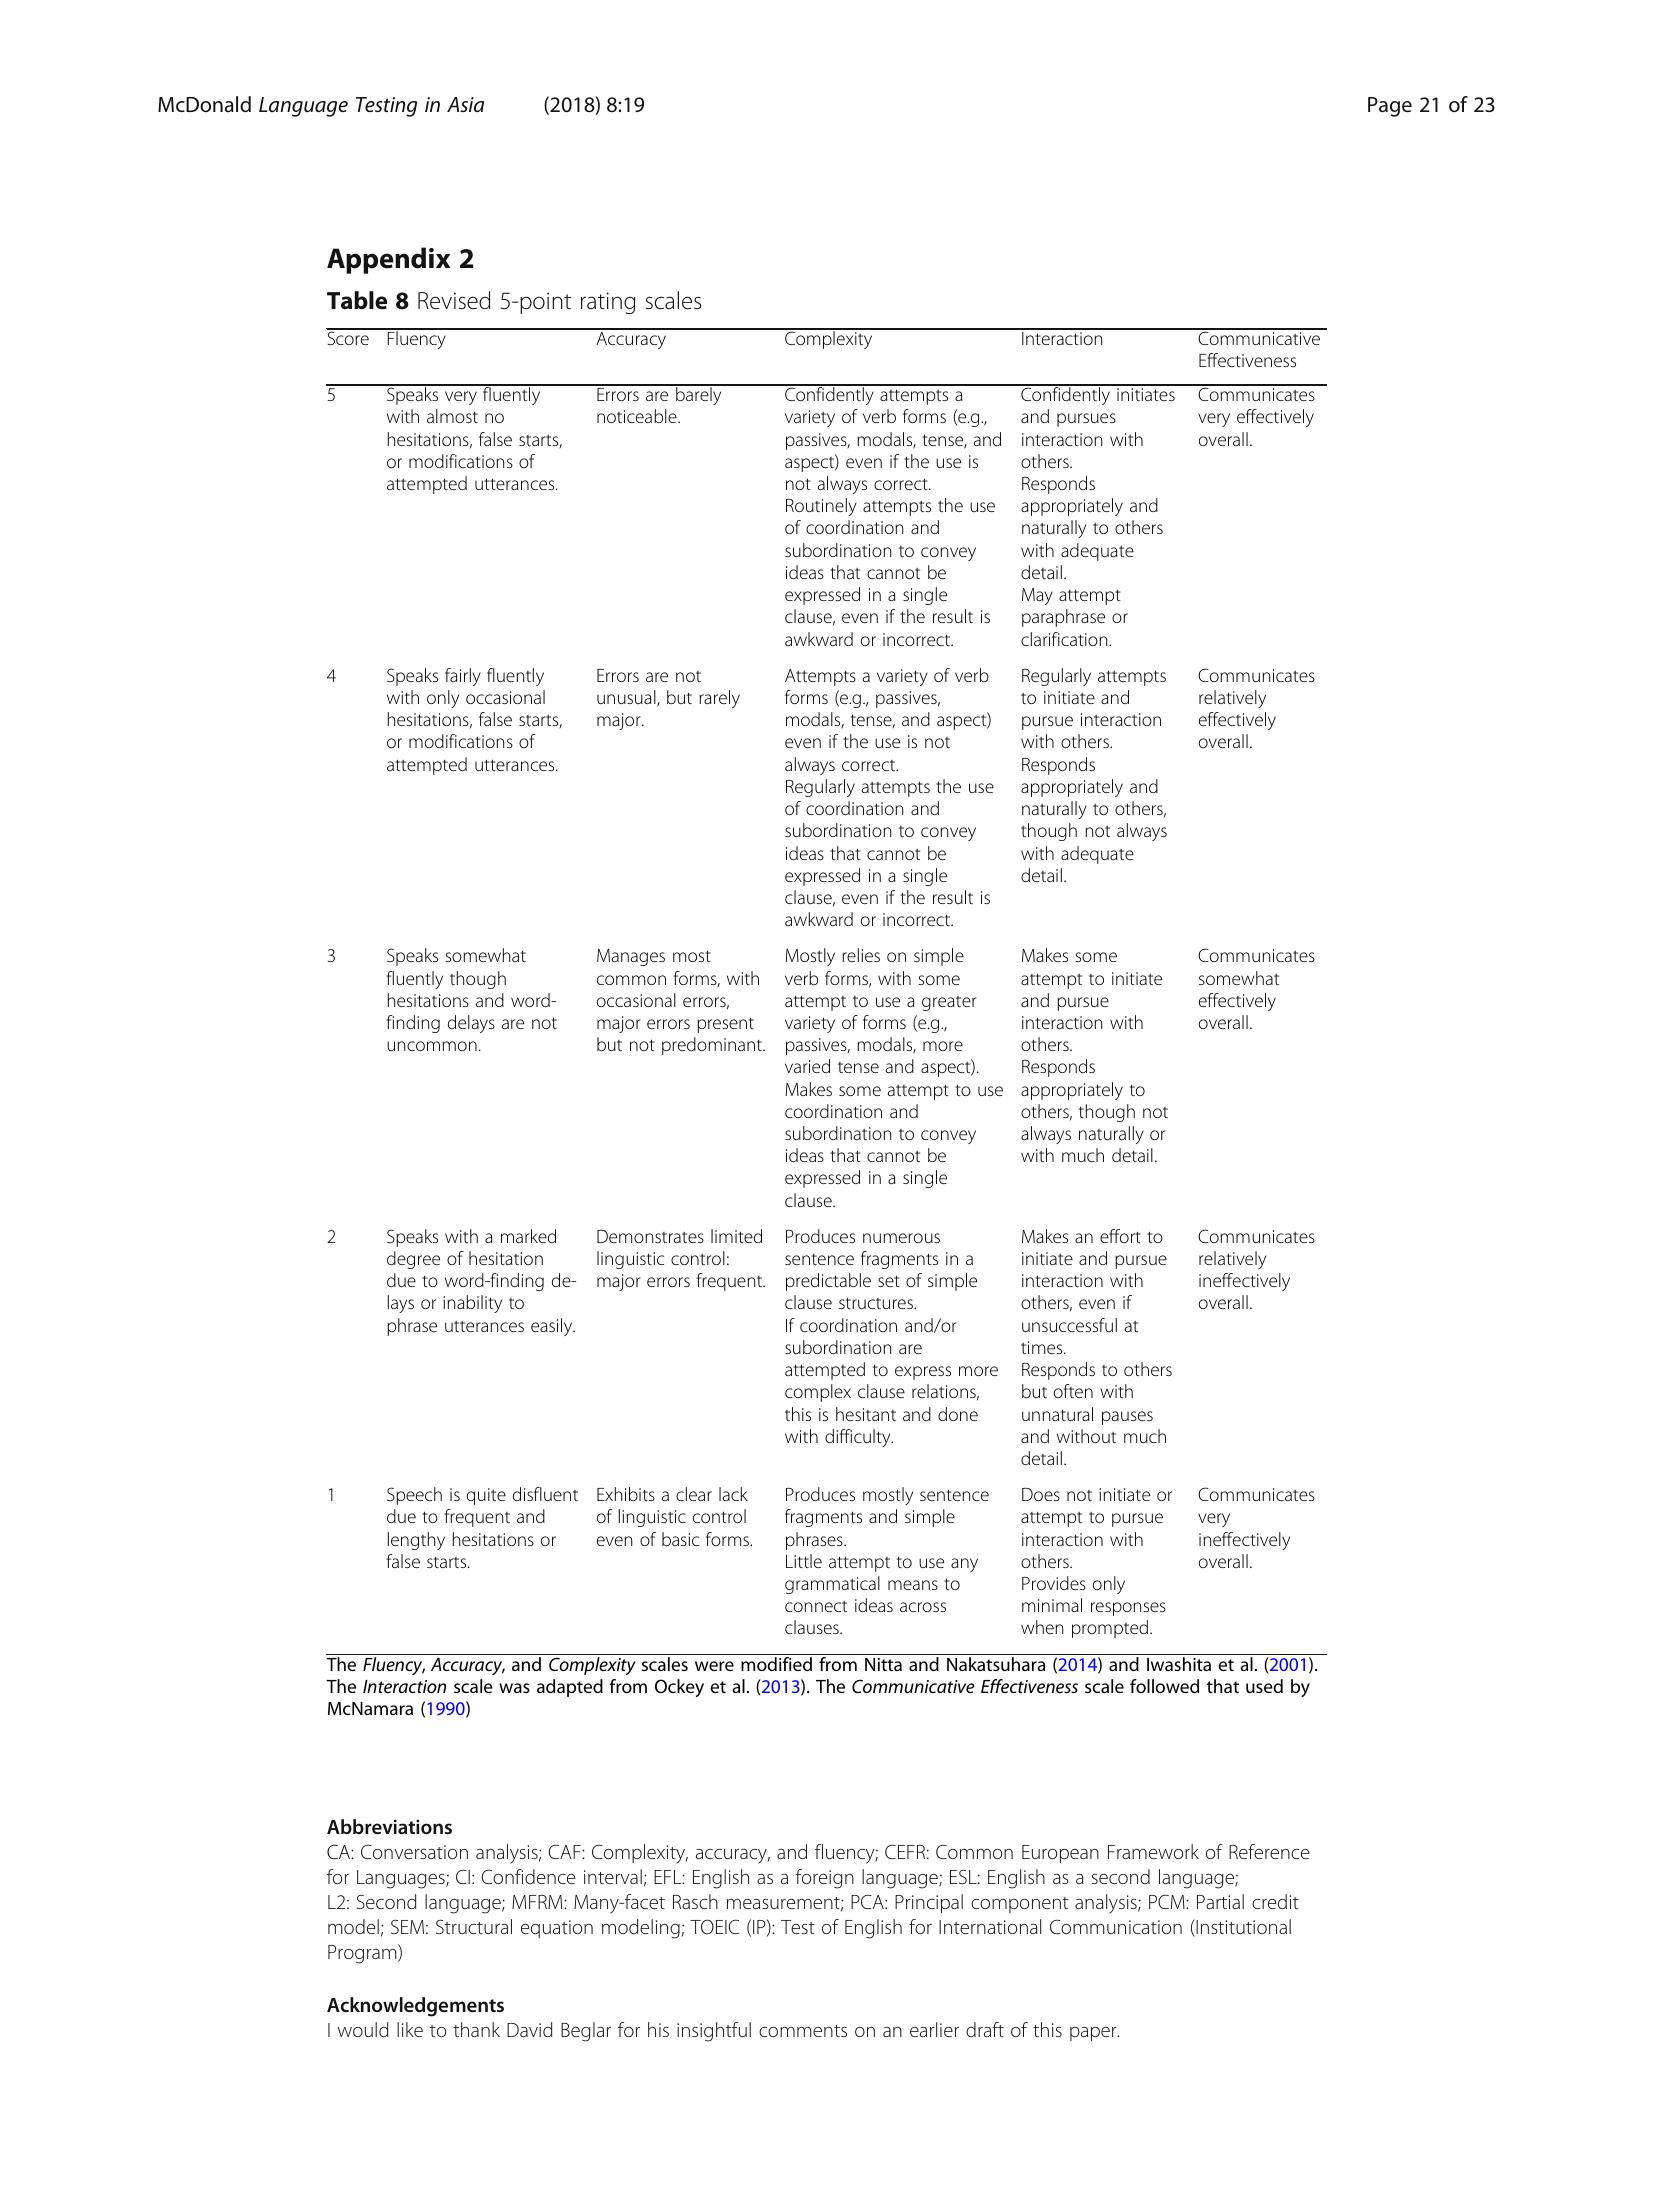 McDonald Language Testing in Asia (2018) 8:19 Page 21 of 23
Appendix 2
Table 8 Revised 5-point rating scales
Score Fluency Accuracy Complexity Interaction Communicative
Effectiveness
5 Speaks very fluently Errors are barely Confidently attempts a Confidently initiates Communicates
with almost no noticeable. variety of verb forms (e.g., and pursues very effectively
hesitations, false starts, passives, modals, tense, and interaction with overall.
or modifications of aspect) even if the use is others.
attempted utterances. not always correct. Responds
Routinely attempts the use appropriately and
of coordination and naturally to others
subordination to convey with adequate
ideas that cannot be detail.
expressed in a single May attempt
clause, even if the result is paraphrase or
awkward or incorrect. clarification.
4 Speaks fairly fluently Errors are not Attempts a variety of verb Regularly attempts Communicates
with only occasional unusual, but rarely forms (e.g., passives, to initiate and relatively
hesitations, false starts, major. modals, tense, and aspect) pursue interaction effectively
or modifications of even if the use is not with others. overall.
attempted utterances. always correct. Responds
Regularly attempts the use appropriately and
of coordination and naturally to others,
subordination to convey though not always
ideas that cannot be with adequate
expressed in a single detail.
clause, even if the result is
awkward or incorrect.
3 Speaks somewhat Manages most Mostly relies on simple Makes some Communicates
fluently though common forms, with verb forms, with some attempt to initiate somewhat
hesitations and word- occasional errors, attempt to use a greater and pursue effectively
finding delays are not major errors present variety of forms (e.g., interaction with overall.
uncommon. but not predominant. passives, modals, more others.
varied tense and aspect). Responds
Makes some attempt to use appropriately to
coordination and others, though not
subordination to convey always naturally or
ideas that cannot be with much detail.
expressed in a single
clause.
2 Speaks with a marked Demonstrates limited Produces numerous Makes an effort to Communicates
degree of hesitation linguistic control: sentence fragments in a initiate and pursue relatively
due to word-finding de- major errors frequent. predictable set of simple interaction with ineffectively
lays or inability to clause structures. others, even if overall.
phrase utterances easily. If coordination and/or unsuccessful at
subordination are times.
attempted to express more Responds to others
complex clause relations, but often with
this is hesitant and done unnatural pauses
with difficulty. and without much
detail.
1 Speech is quite disfluent Exhibits a clear lack Produces mostly sentence Does not initiate or Communicates
due to frequent and of linguistic control fragments and simple attempt to pursue very
lengthy hesitations or even of basic forms. phrases. interaction with ineffectively
false starts. Little attempt to use any others. overall.
grammatical means to Provides only
connect ideas across minimal responses
clauses. when prompted.
The Fluency, Accuracy, and Complexity scales were modified from Nitta and Nakatsuhara (2014) and Iwashita et al. (2001).
The Interaction scale was adapted from Ockey et al. (2013). The Communicative Effectiveness scale followed that used by
McNamara (1990)
Abbreviations
CA: Conversation analysis; CAF: Complexity, accuracy, and fluency; CEFR: Common European Framework of Reference
for Languages; CI: Confidence interval; EFL: English as a foreign language; ESL: English as a second language;
L2: Second language; MFRM: Many-facet Rasch measurement; PCA: Principal component analysis; PCM: Partial credit
model; SEM: Structural equation modeling; TOEIC (IP): Test of English for International Communication (Institutional
Program)
Acknowledgements
I would like to thank David Beglar for his insightful comments on an earlier draft of this paper.